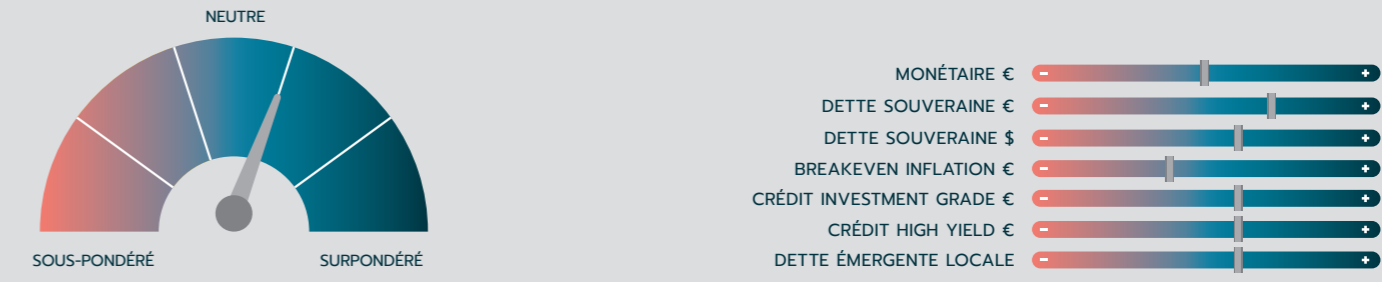 NEUTRE
SOUS-PONDÉRÉ
SURPONDÉRÉ
MONÉTAIRE € - +
DETTE SOUVERAINE € - +
DETTE SOUVERAINE $ - +
BREAKEVEN INFLATION € - +
CRÉDIT INVESTMENT GRADE € - +
CRÉDIT HIGH YIELD € - +
DETTE ÉMERGENTE LOCALE - +